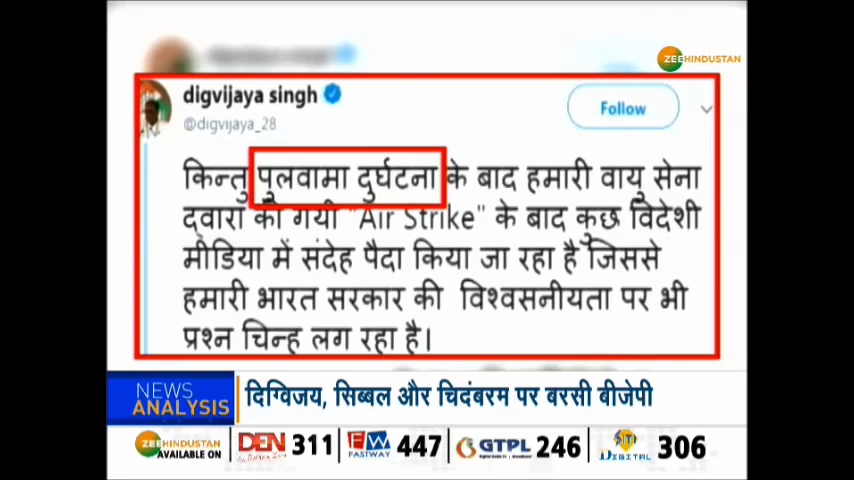 ZEE HINDUSTAN
digvijaya singh
@digvijaya_28
Follow
किन्तु पुलवामा दुर्घटना के बाद हमारी वायु सेना
द्वारा की गयी "Air Strike" के बाद कुछ विदेशी
मीडिया में संदेह पैदा किया जा रहा है जिससे
हमारी भारत सरकार की विश्वसनीयता पर भी
प्रश्न चिन्ह लग रहा है।
NEWS
ANALYSIS
दिग्विजय, सिब्बल और चिदंबरम पर बरसी बीजेपी
ZEE HINDUSTAN
AVAILABLE ON
DEN 311
FASTWAY 447
GTPL 246
SITI DIGITAL 306